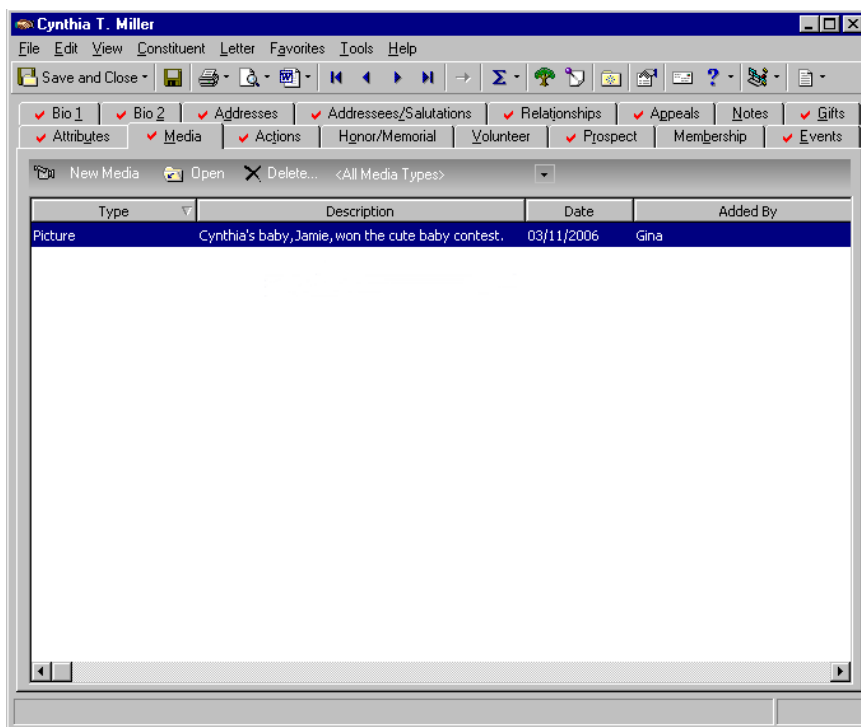 Cynthia T. Miller
File Edit View Constituent Letter Favorites Tools Help
Save and Close
Bio 1 Bio 2 Addresses Addressees/Salutations Relationships Appeals Notes Gifts
Attributes Media Actions Honor/Memorial Volunteer Prospect Membership Events
New Media Open Delete... <All Media Types>
Type Description Date Added By
Picture Cynthia's baby, Jamie, won the cute baby contest. 03/11/2006 Gina